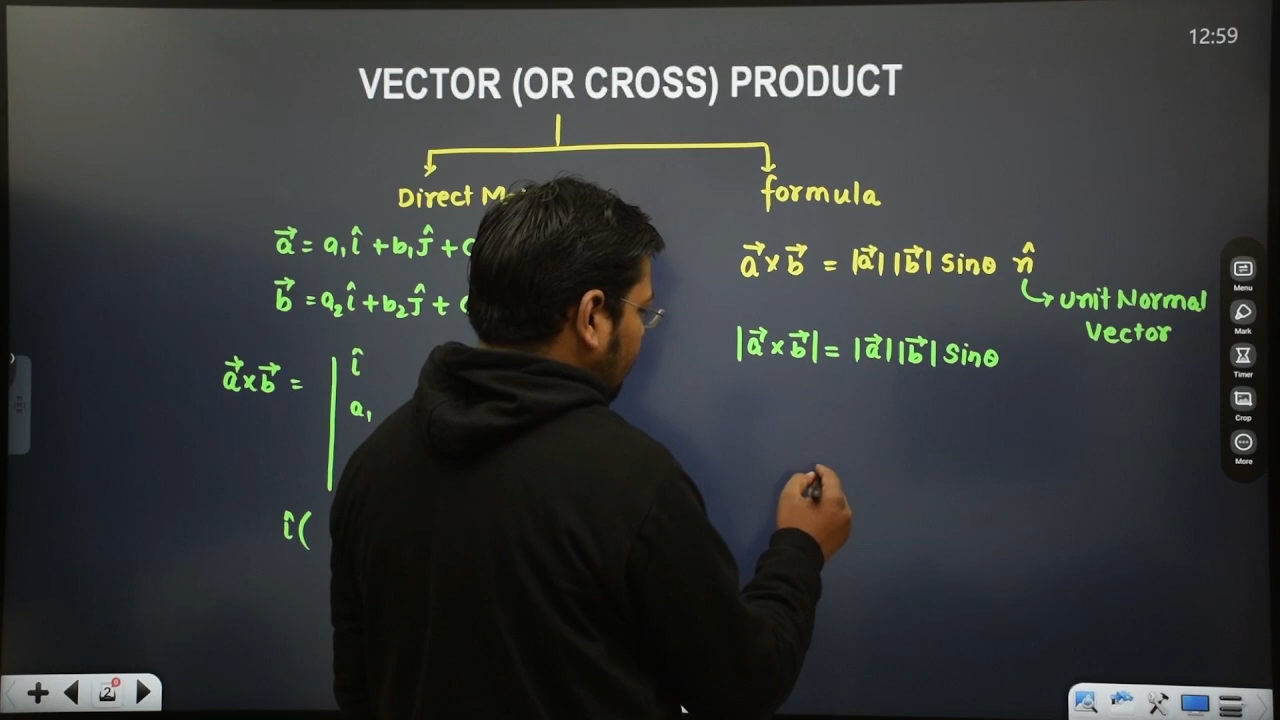 12:59
VECTOR (OR CROSS) PRODUCT
Direct
formula
a⃗ = a₁î + b₁ĵ +
b⃗ = a₂î + b₂ĵ +
a⃗ × b⃗ =
î
a₁
î(
a⃗ × b⃗ = |a⃗| |b⃗| Sinθ n̂
unit Normal
Vector
|a⃗ × b⃗| = |a⃗| |b⃗| Sinθ
Menu
Mark
Timer
Crop
More
2
9